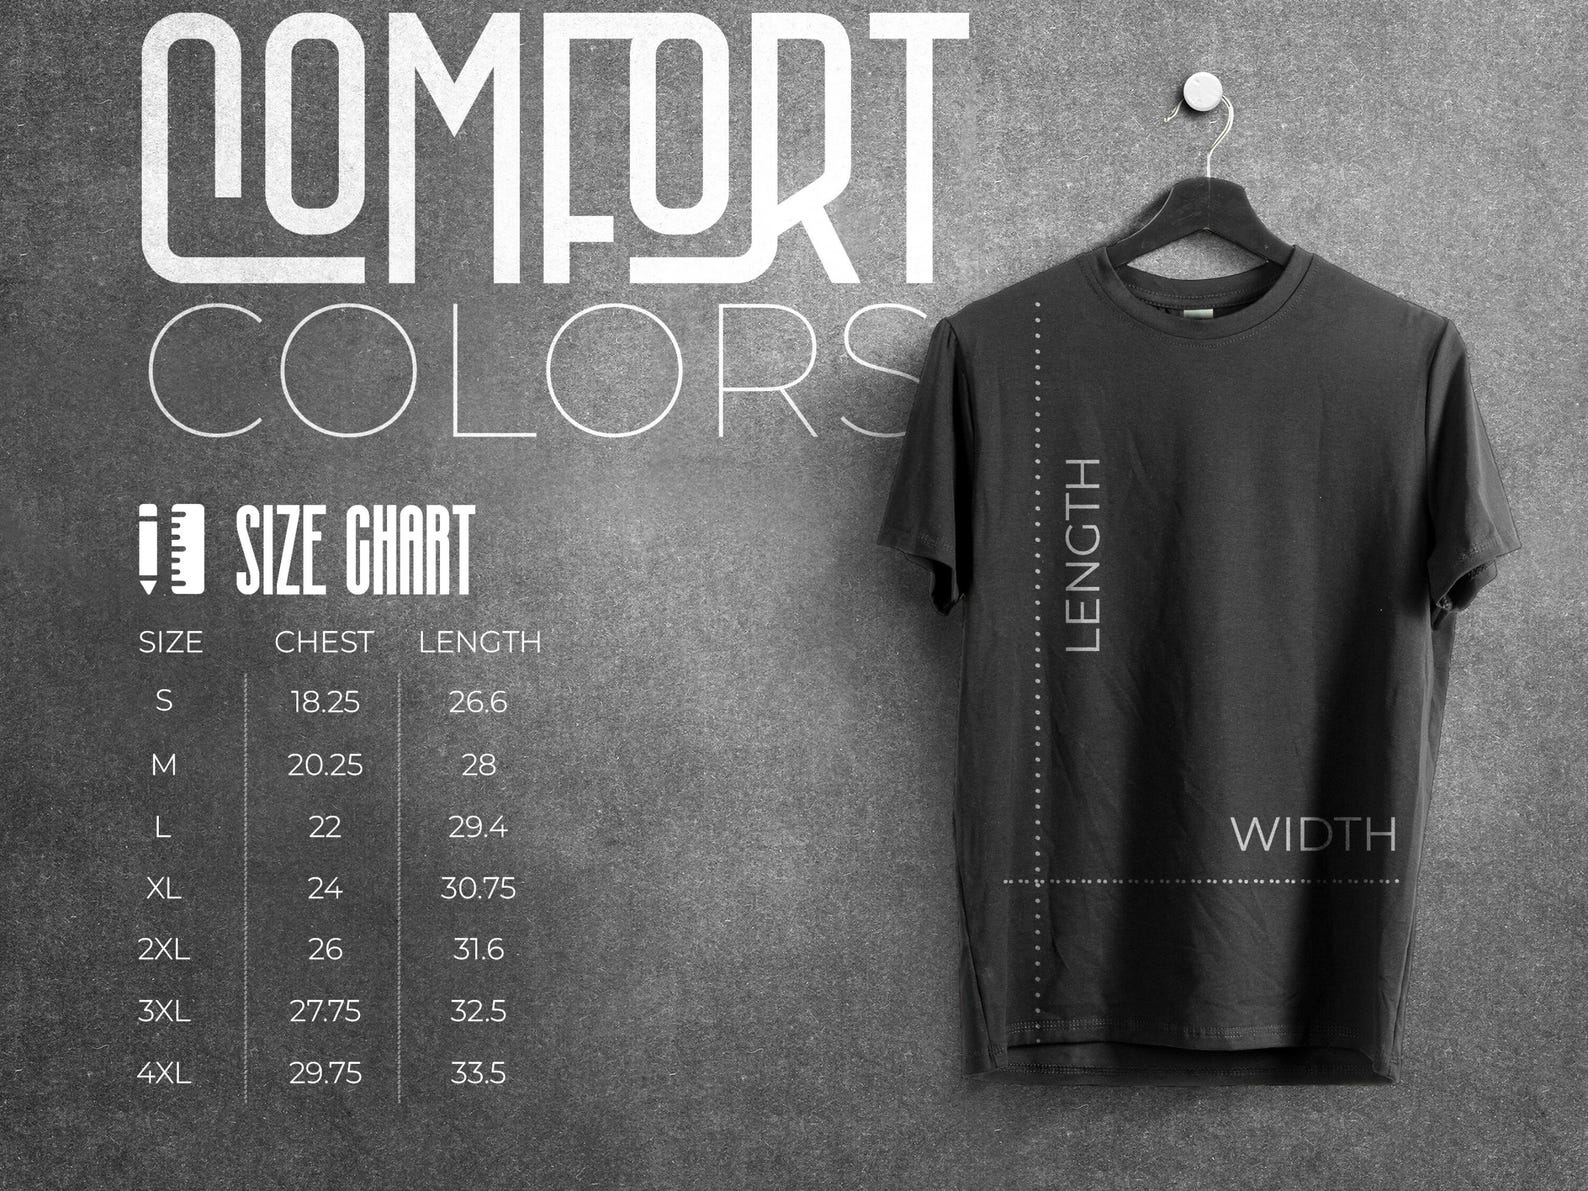 COMFORT
COLORS
SIZE CHART
SIZE CHEST LENGTH
S 18.25 26.6
M 20.25 28
L 22 29.4
XL 24 30.75
2XL 26 31.6
3XL 27.75 32.5
4XL 29.75 33.5
LENGTH
WIDTH